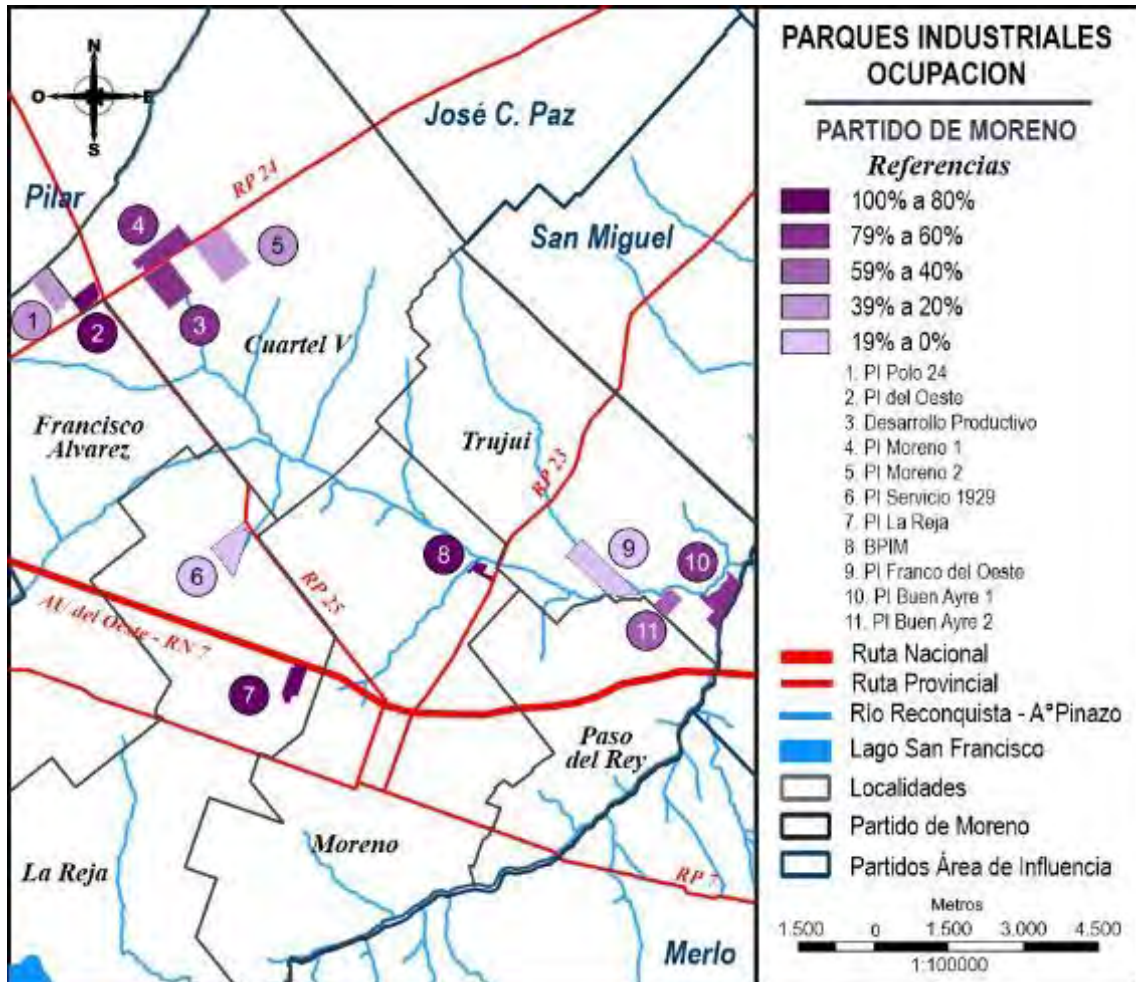 N
O
E
S
José C. Paz
Pilar
RP 24
San Miguel
4
5
1
2
3
Cuartel V
Francisco
Alvarez
Trujui
RP 23
8
9
10
6
RP 25
11
AU del Oeste - RN 7
7
Paso
del Rey
Moreno
La Reja
RP 7
Merlo
PARQUES INDUSTRIALES
OCUPACION
PARTIDO DE MORENO
Referencias
100% a 80%
79% a 60%
59% a 40%
39% a 20%
19% a 0%
1. PI Polo 24
2. PI del Oeste
3. Desarrollo Productivo
4. PI Moreno 1
5. PI Moreno 2
6. PI Servicio 1929
7. PI La Reja
8. BPIM
9. PI Franco del Oeste
10. PI Buen Ayre 1
11. PI Buen Ayre 2
Ruta Nacional
Ruta Provincial
Río Reconquista - A°Pinazo
Lago San Francisco
Localidades
Partido de Moreno
Partidos Área de Influencia
Metros
1.500 0 1.500 3.000 4.500
1:100000